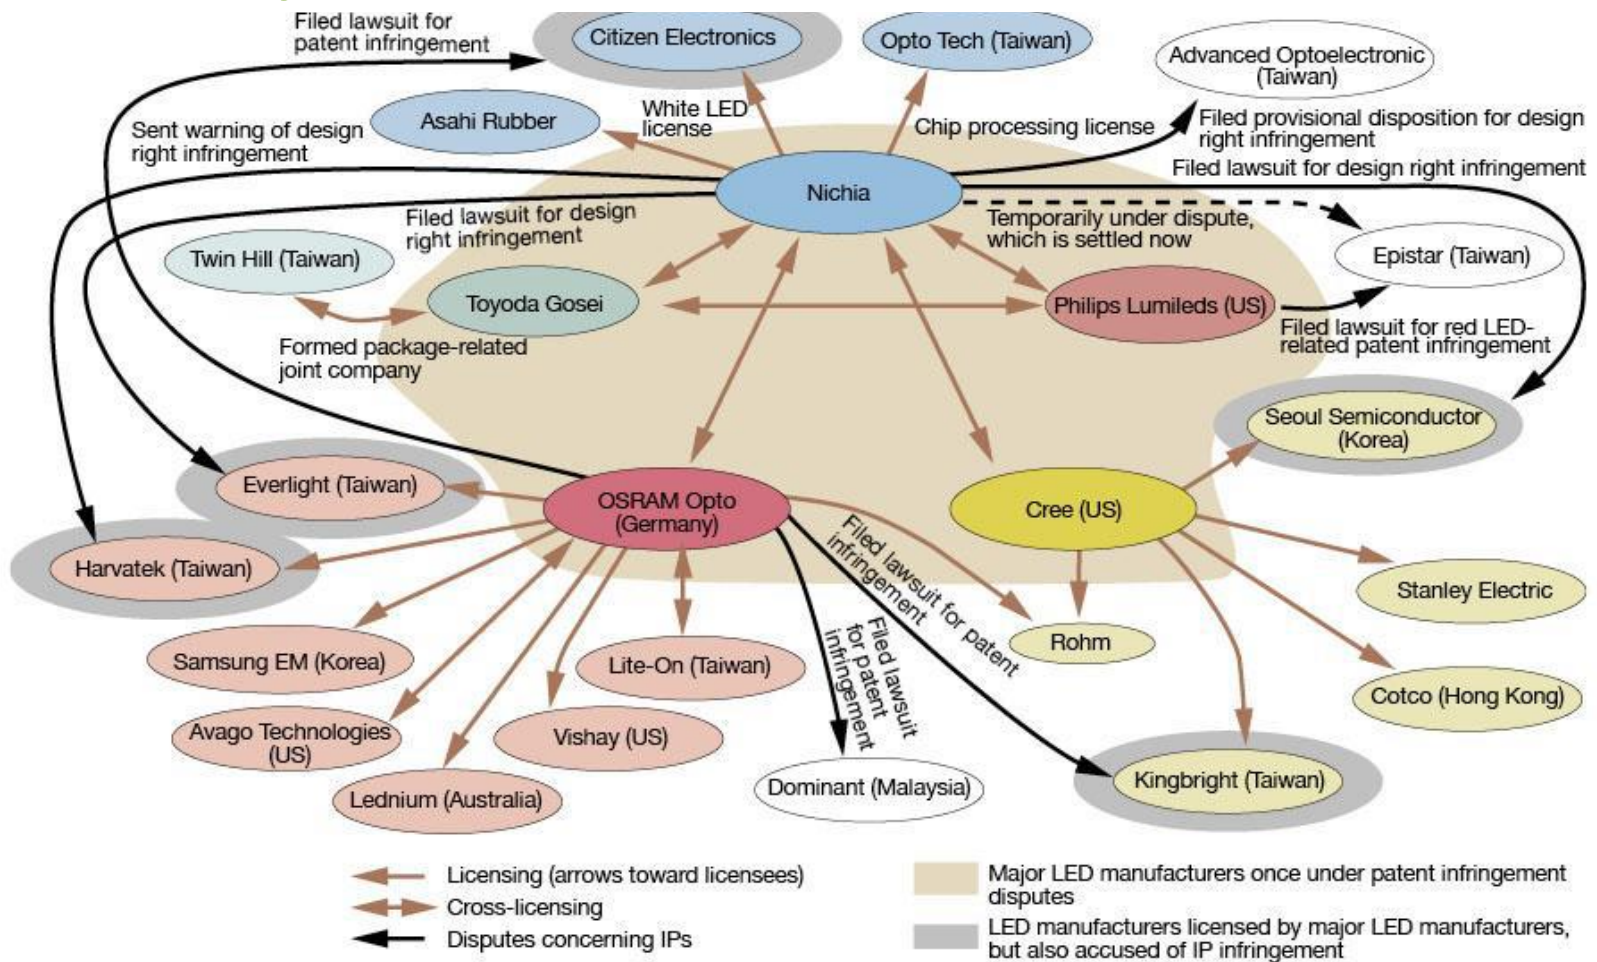 Filed lawsuit for
patent infringement
Citizen Electronics
Opto Tech (Taiwan)
Advanced Optoelectronic
(Taiwan)
Asahi Rubber
White LED
license
Chip processing license
Filed provisional disposition for design
right infringement
Sent warning of design
right infringement
Filed lawsuit for design right infringement
Nichia
Filed lawsuit for design
right infringement
Temporarily under dispute,
which is settled now
Twin Hill (Taiwan)
Epistar (Taiwan)
Toyoda Gosei
Philips Lumileds (US)
Filed lawsuit for red LED-
related patent infringement
Formed package-related
joint company
Seoul Semiconductor
(Korea)
Everlight (Taiwan)
OSRAM Opto
(Germany)
Cree (US)
Harvatek (Taiwan)
Filed lawsuit for patent
infringement
Stanley Electric
Filed lawsuit
for patent
infringement
Rohm
Samsung EM (Korea)
Lite-On (Taiwan)
Cotco (Hong Kong)
Avago Technologies
(US)
Vishay (US)
Kingbright (Taiwan)
Dominant (Malaysia)
Lednium (Australia)
Licensing (arrows toward licensees)
Cross-licensing
Disputes concerning IPs
Major LED manufacturers once under patent infringement
disputes
LED manufacturers licensed by major LED manufacturers,
but also accused of IP infringement